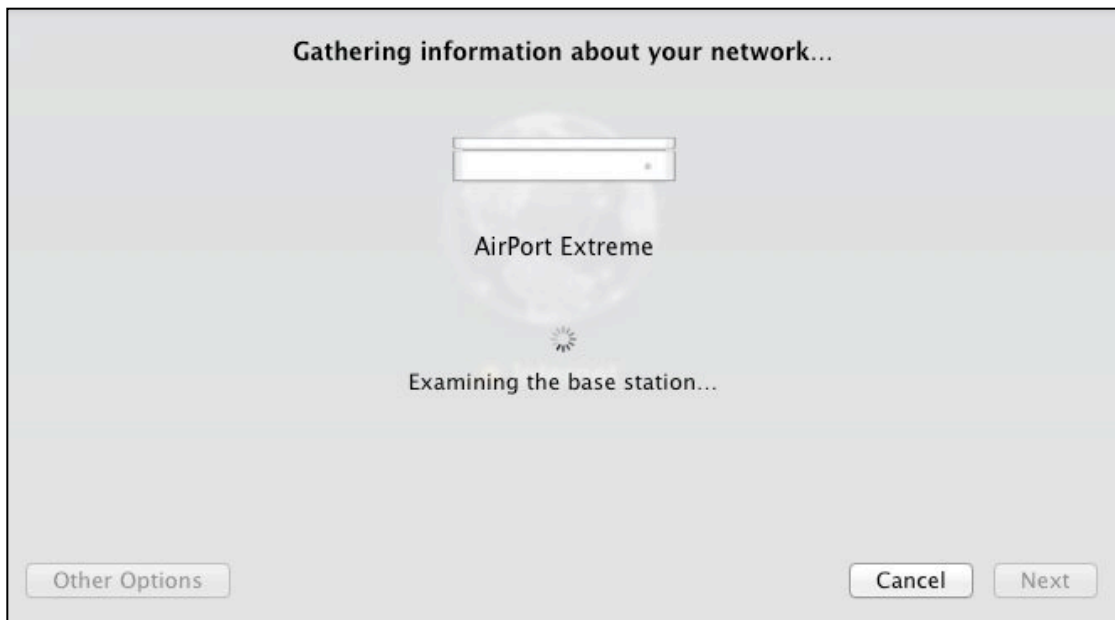 Gathering information about your network...
AirPort Extreme
Examining the base station...
Other Options
Cancel
Next